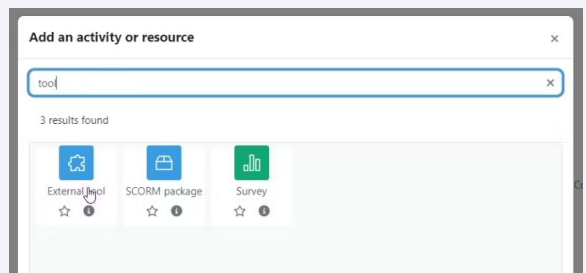 Add an activity or resource
tool
3 results found
External tool
SCORM package
Survey